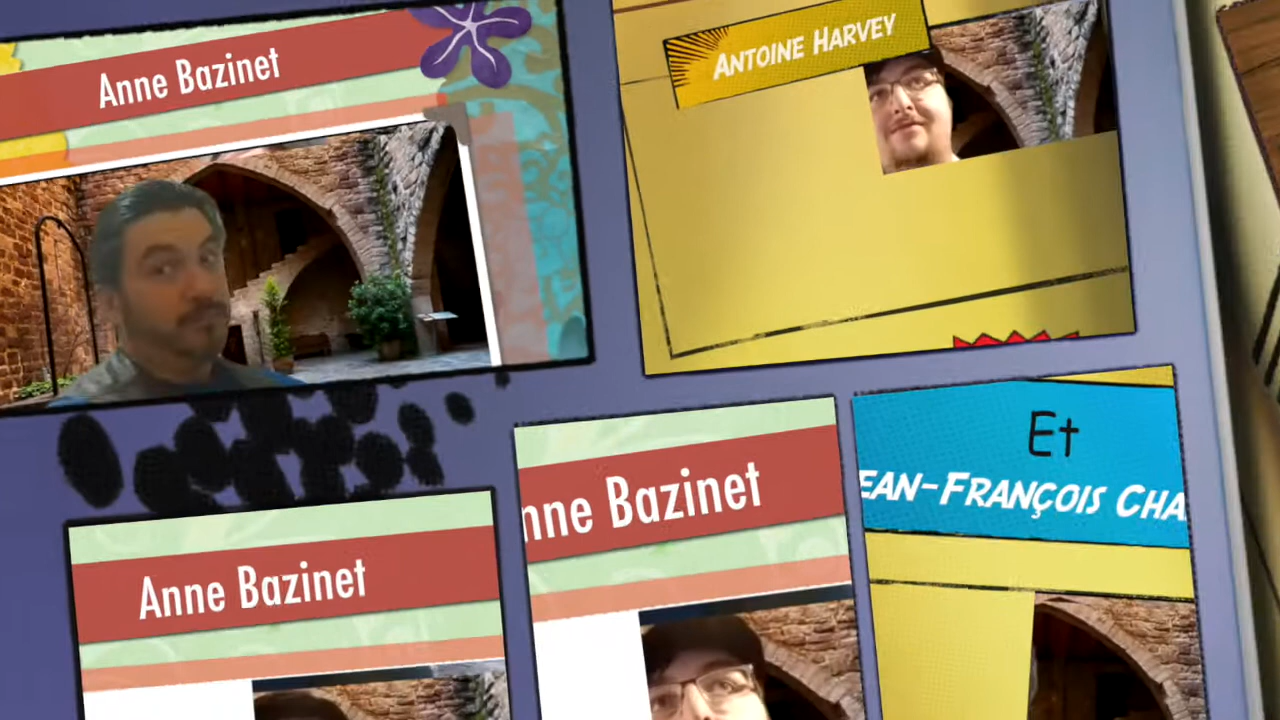 Anne Bazinet
ANTOINE HARVEY
Anne Bazinet
nne Bazinet
Et
EAN-FRANÇOIS CHA